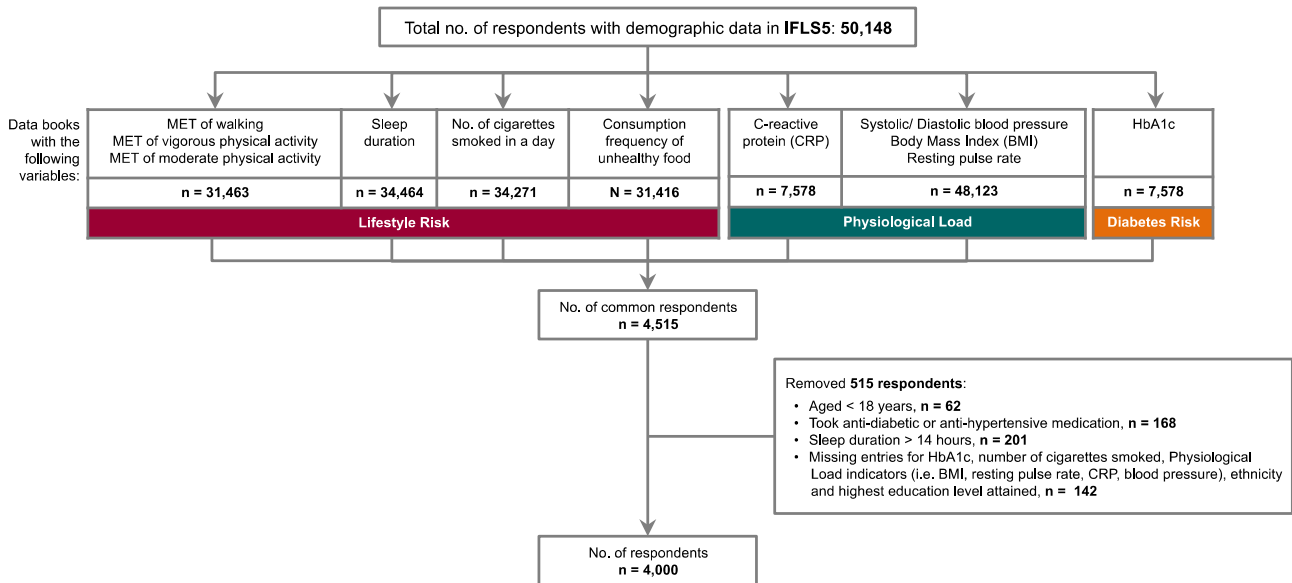 Total no. of respondents with demographic data in IFLS5: 50,148
Data books
with the
following
variables:
MET of walking
MET of vigorous physical activity
MET of moderate physical activity
n = 31,463
Sleep
duration
n = 34,464
No. of cigarettes
smoked in a day
n = 34,271
Consumption
frequency of
unhealthy food
N = 31,416
Lifestyle Risk
C-reactive
protein (CRP)
n = 7,578
Systolic/ Diastolic blood pressure
Body Mass Index (BMI)
Resting pulse rate
n = 48,123
Physiological Load
HbA1c
n = 7,578
Diabetes Risk
No. of common respondents
n = 4,515
Removed 515 respondents:
• Aged < 18 years, n = 62
• Took anti-diabetic or anti-hypertensive medication, n = 168
• Sleep duration > 14 hours, n = 201
• Missing entries for HbA1c, number of cigarettes smoked, Physiological
Load indicators (i.e. BMI, resting pulse rate, CRP, blood pressure), ethnicity
and highest education level attained, n = 142
No. of respondents
n = 4,000